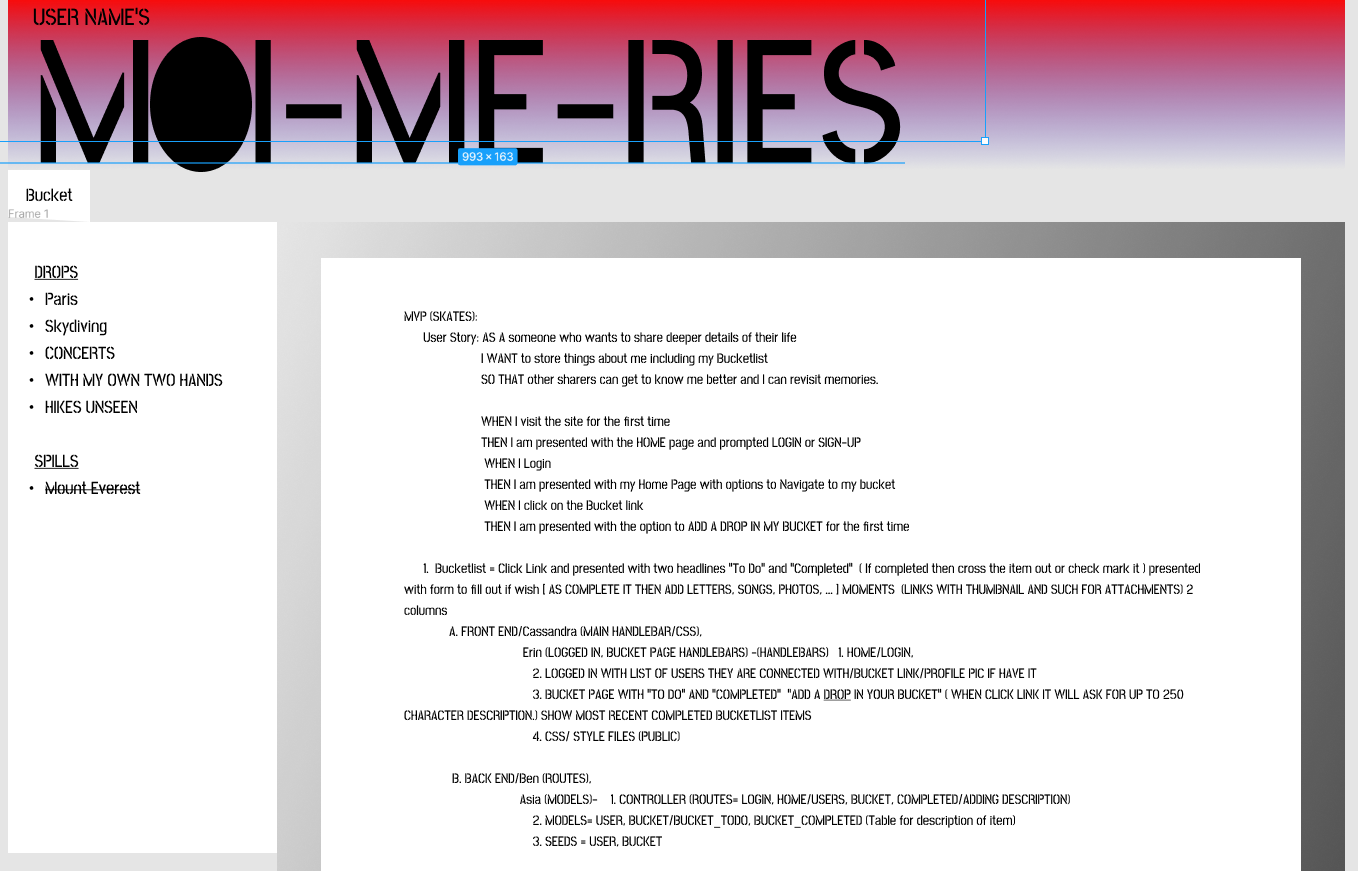 USER NAME'S
MOI-ME-RIES
993 × 163
Bucket
Frame 1
DROPS
• Paris
• Skydiving
• CONCERTS
• WITH MY OWN TWO HANDS
• HIKES UNSEEN
SPILLS
• Mount Everest
MVP (SKATES):
User Story: AS A someone who wants to share deeper details of their life
I WANT to store things about me including my Bucketlist
SO THAT other sharers can get to know me better and I can revisit memories.
WHEN I visit the site for the first time
THEN I am presented with the HOME page and prompted LOGIN or SIGN-UP
WHEN I Login
THEN I am presented with my Home Page with options to Navigate to my bucket
WHEN I click on the Bucket link
THEN I am presented with the option to ADD A DROP IN MY BUCKET for the first time
1. Bucketlist = Click Link and presented with two headlines "To Do" and "Completed" ( If completed then cross the item out or check mark it ) presented
with form to fill out if wish [ AS COMPLETE IT THEN ADD LETTERS, SONGS, PHOTOS, ... ] MOMENTS (LINKS WITH THUMBNAIL AND SUCH FOR ATTACHMENTS) 2
columns
A. FRONT END/Cassandra (MAIN HANDLEBAR/CSS),
Erin (LOGGED IN, BUCKET PAGE HANDLEBARS) -(HANDLEBARS) 1. HOME/LOGIN,
2. LOGGED IN WITH LIST OF USERS THEY ARE CONNECTED WITH/BUCKET LINK/PROFILE PIC IF HAVE IT
3. BUCKET PAGE WITH "TO DO" AND "COMPLETED" "ADD A DROP IN YOUR BUCKET" ( WHEN CLICK LINK IT WILL ASK FOR UP TO 250
CHARACTER DESCRIPTION.) SHOW MOST RECENT COMPLETED BUCKETLIST ITEMS
4. CSS/ STYLE FILES (PUBLIC)
B. BACK END/Ben (ROUTES),
Asia (MODELS)- 1. CONTROLLER (ROUTES= LOGIN, HOME/USERS, BUCKET, COMPLETED/ADDING DESCRIPTION)
2. MODELS= USER, BUCKET/BUCKET_TODO, BUCKET_COMPLETED (Table for description of item)
3. SEEDS = USER, BUCKET